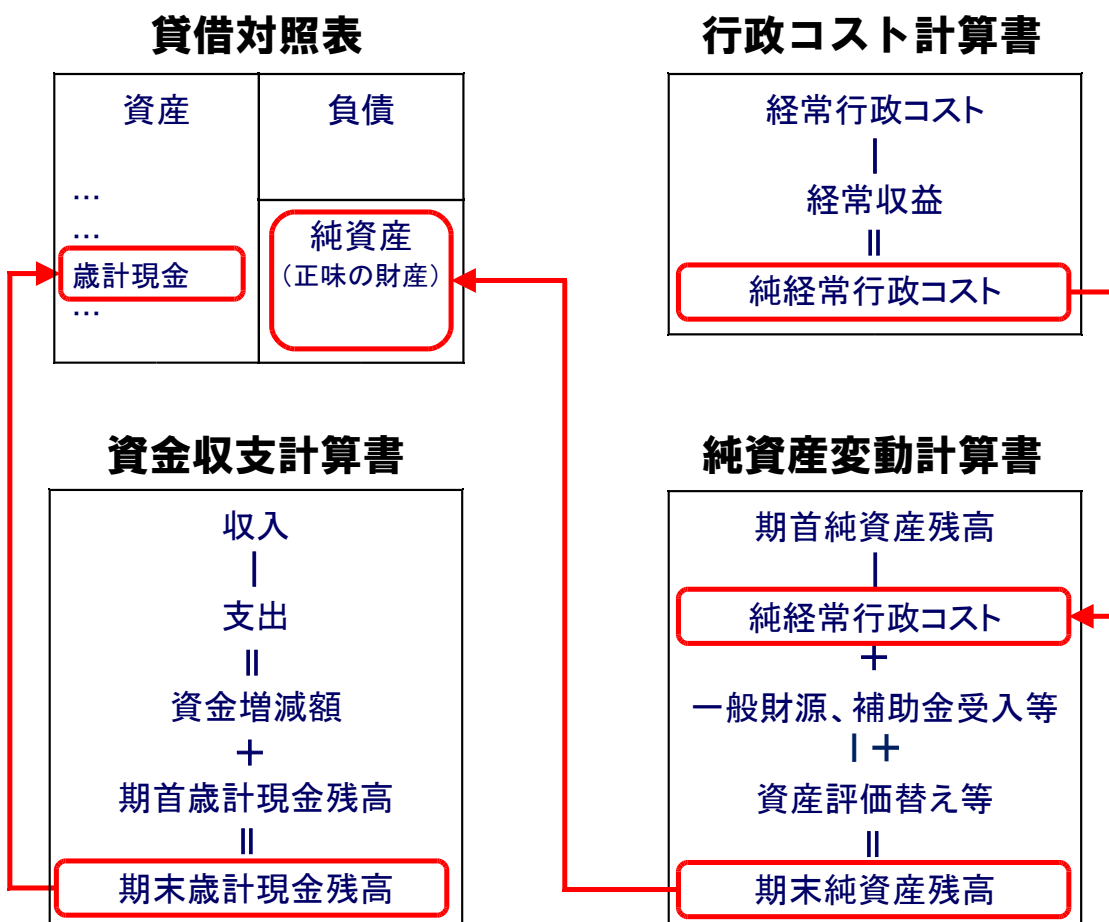 貸借対照表
資産
負債
…
…
歳計現金
…
純資産
（正味の財産）
行政コスト計算書
経常行政コスト
｜
経常収益
॥
純経常行政コスト
資金収支計算書
収入
｜
支出
॥
資金増減額
＋
期首歳計現金残高
॥
期末歳計現金残高
純資産変動計算書
期首純資産残高
｜
純経常行政コスト
＋
一般財源、補助金受入等
｜＋
資産評価替え等
॥
期末純資産残高